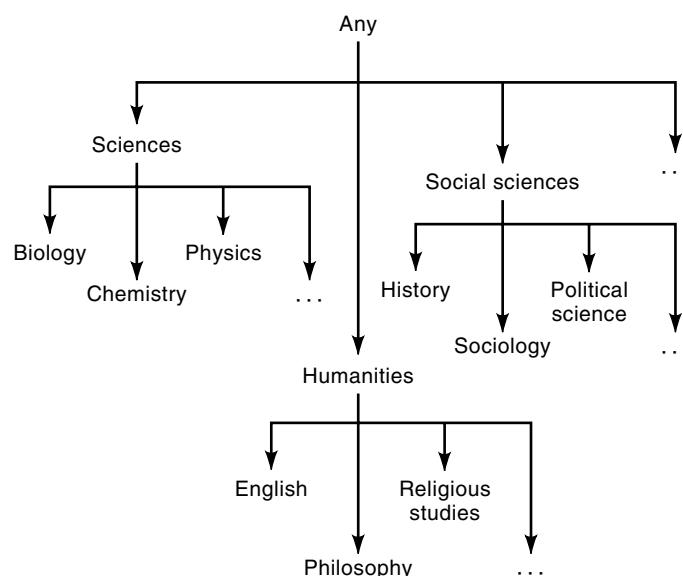 Any
Sciences
. .
Social sciences
Biology
Physics
Chemistry
. . .
History
Political
science
Sociology
. .
Humanities
English
Religious
studies
Philosophy
. . .